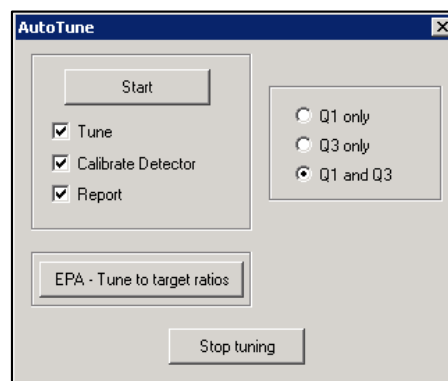 AutoTune
Start
Tune
Calibrate Detector
Report
Q1 only
Q3 only
Q1 and Q3
EPA - Tune to target ratios
Stop tuning